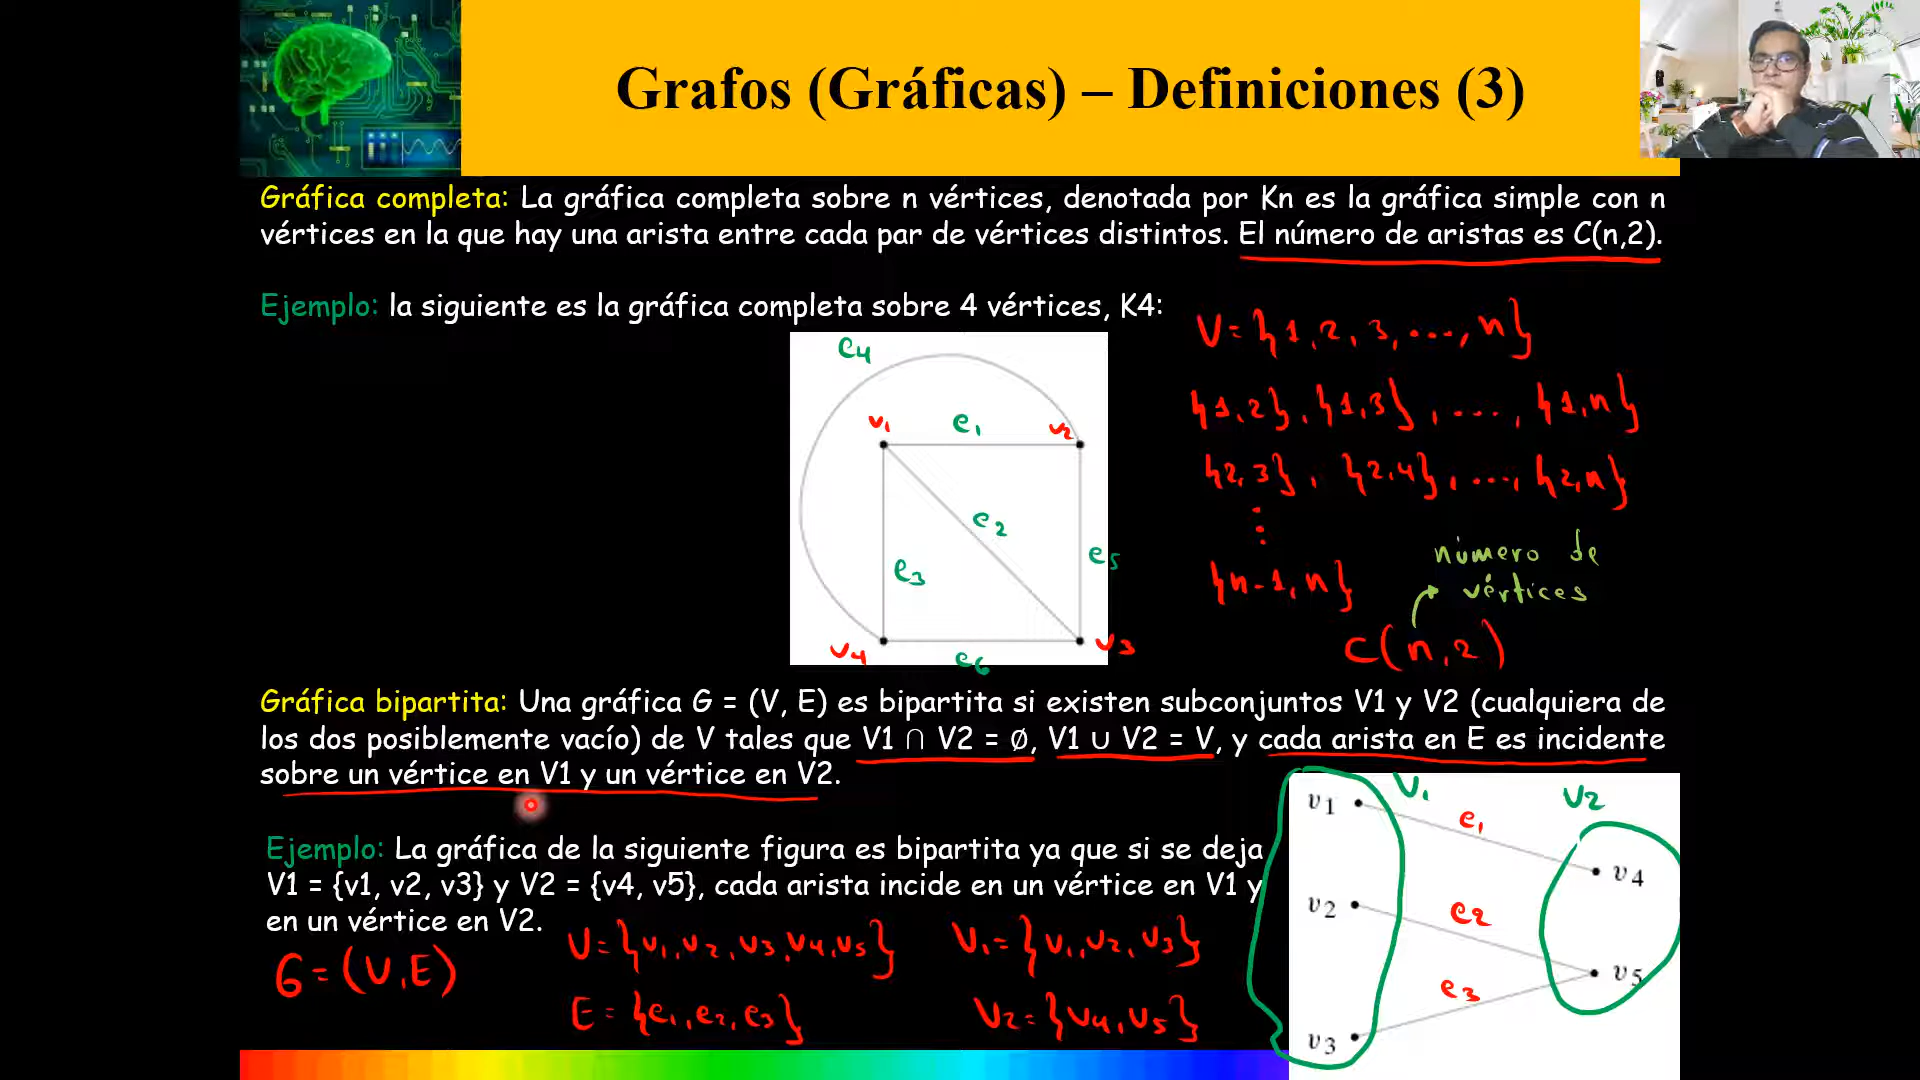 Grafos (Gráficas) – Definiciones (3)
Gráfica completa: La gráfica completa sobre n vértices, denotada por Kn es la gráfica simple con n
vértices en la que hay una arista entre cada par de vértices distintos. El número de aristas es C(n,2).
Ejemplo: la siguiente es la gráfica completa sobre 4 vértices, K4:
e4
v1 e1 v2
e2
e3 e5
v4 e6 v3
V={1,2,3,...,n}
{1,2},{1,3},...,{1,n}
{2,3},{2,4},...,{2,n}
⋮
{n-1,n}
número de
vértices
C(n,2)
Gráfica bipartita: Una gráfica G = (V, E) es bipartita si existen subconjuntos V1 y V2 (cualquiera de
los dos posiblemente vacío) de V tales que V1 ∩ V2 = ∅, V1 ∪ V2 = V, y cada arista en E es incidente
sobre un vértice en V1 y un vértice en V2.
Ejemplo: La gráfica de la siguiente figura es bipartita ya que si se deja
V1 = {v1, v2, v3} y V2 = {v4, v5}, cada arista incide en un vértice en V1 y
en un vértice en V2.
G=(V,E)
V={v1,v2,v3,v4,v5}
E={e1,e2,e3}
V1={v1,v2,v3}
V2={v4,v5}
V1 V2
v1 e1
v4
v2 e2
v5
e3
v3